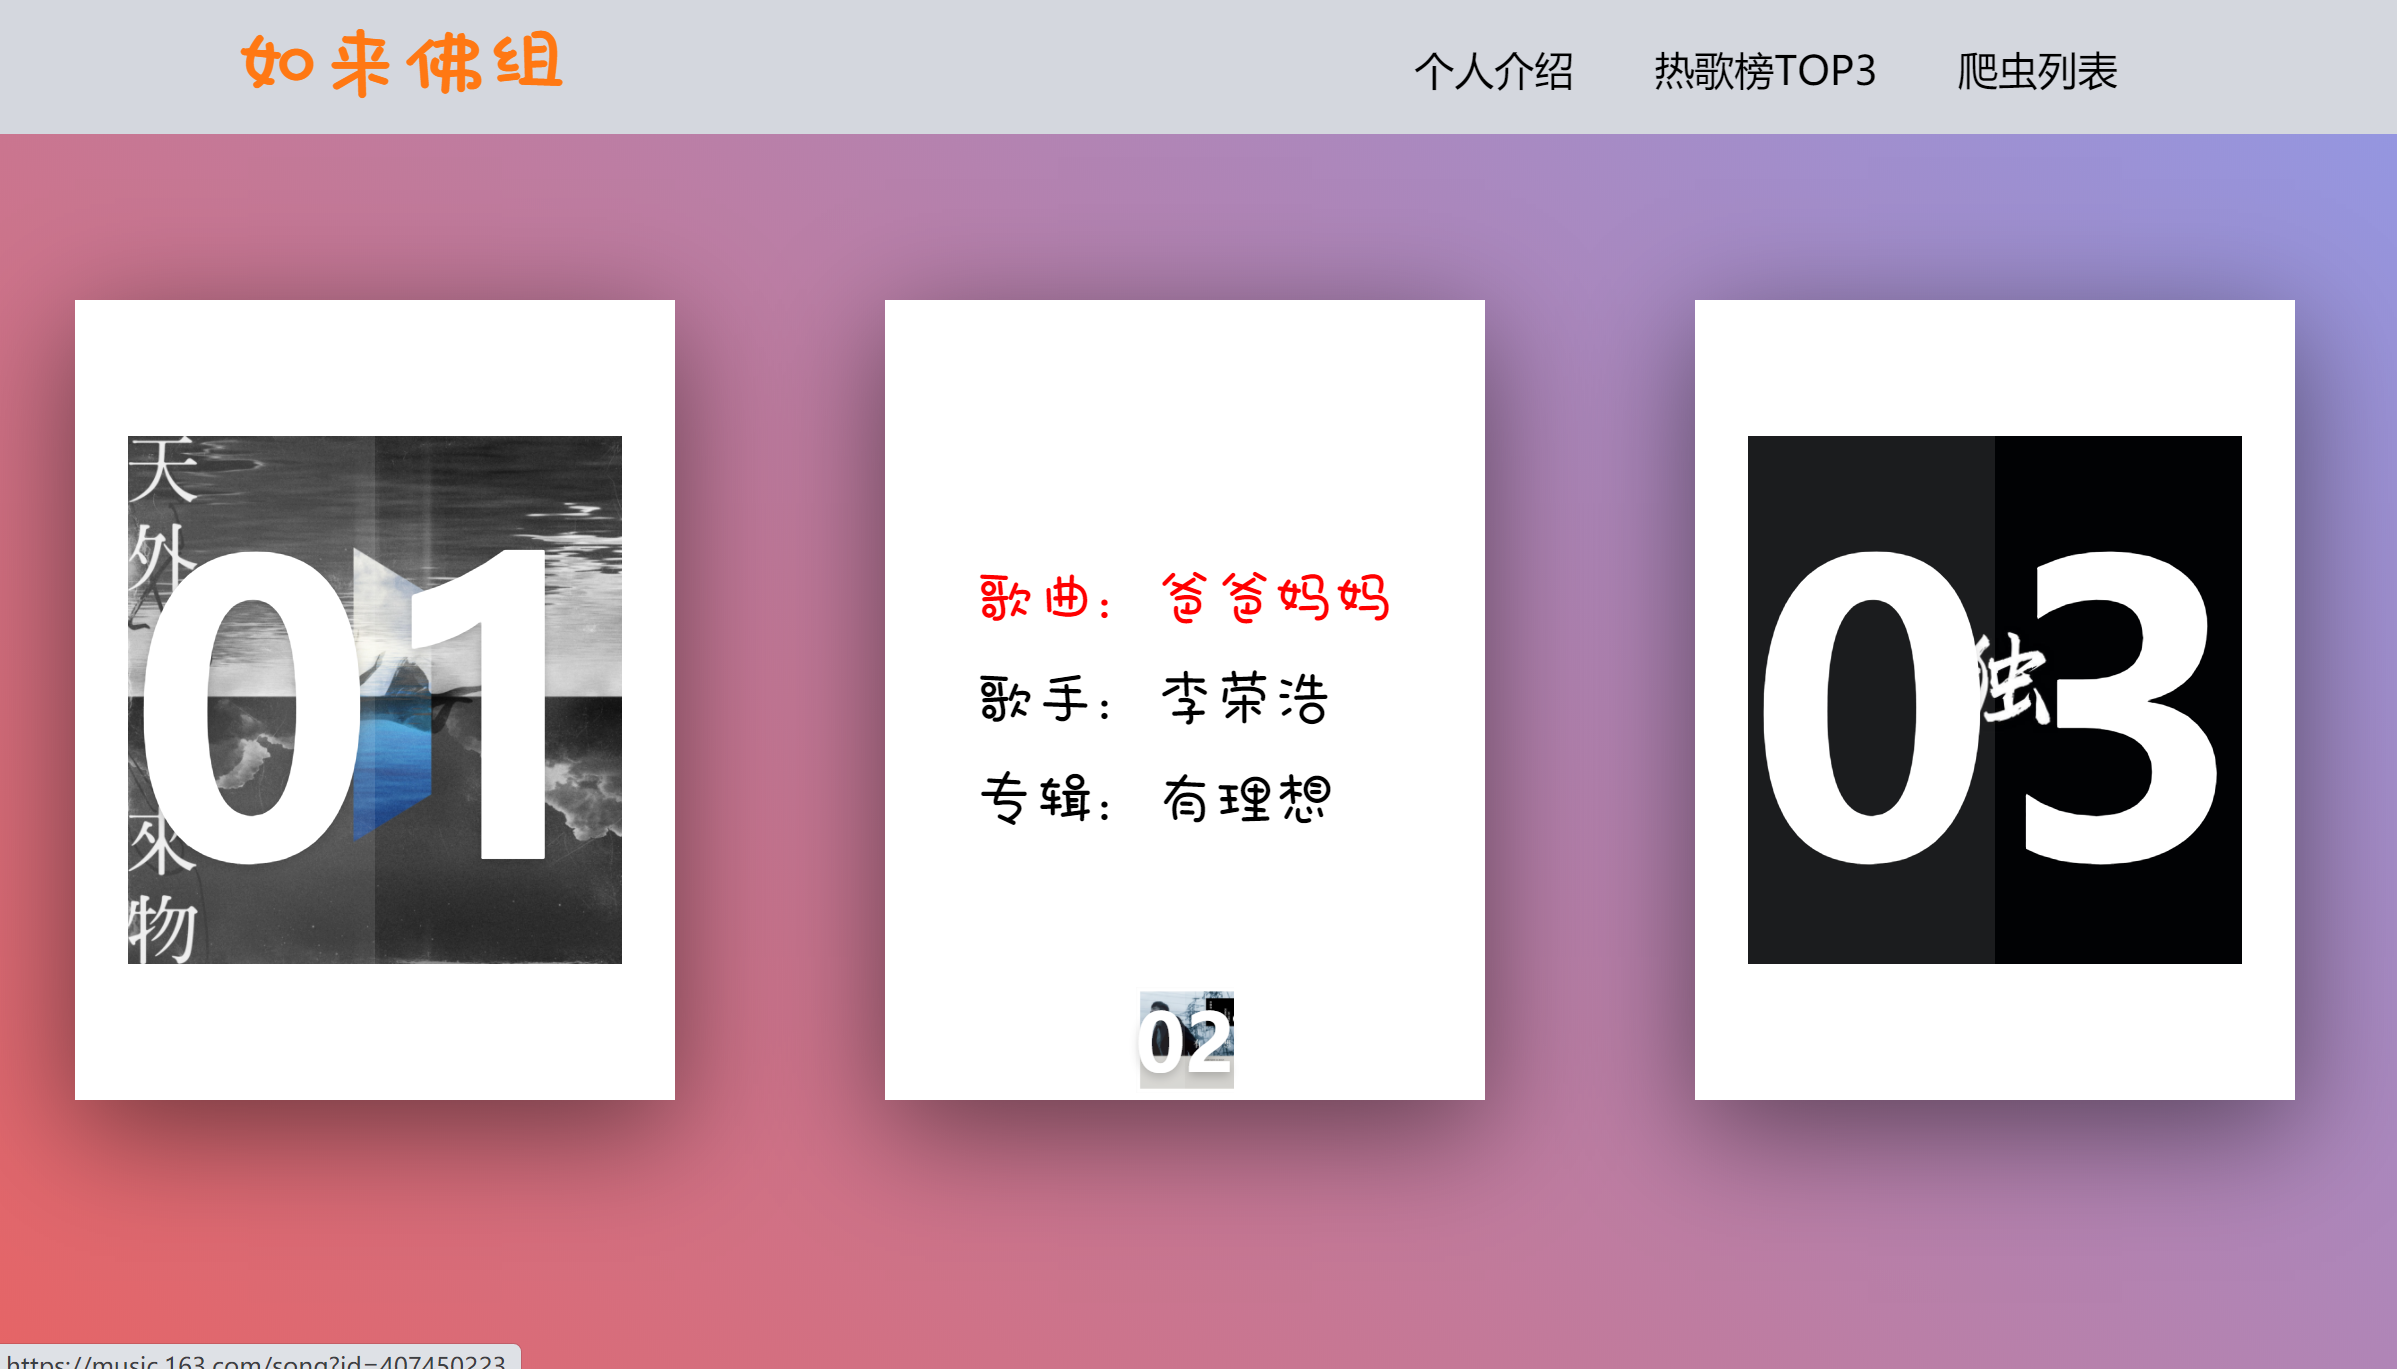 如来佛组
个人介绍 热歌榜TOP3 爬虫列表
天外來物
01
歌曲: 爸爸妈妈
歌手: 李荣浩
专辑: 有理想
02
独
03
https://music.163.com/song?id=407450223